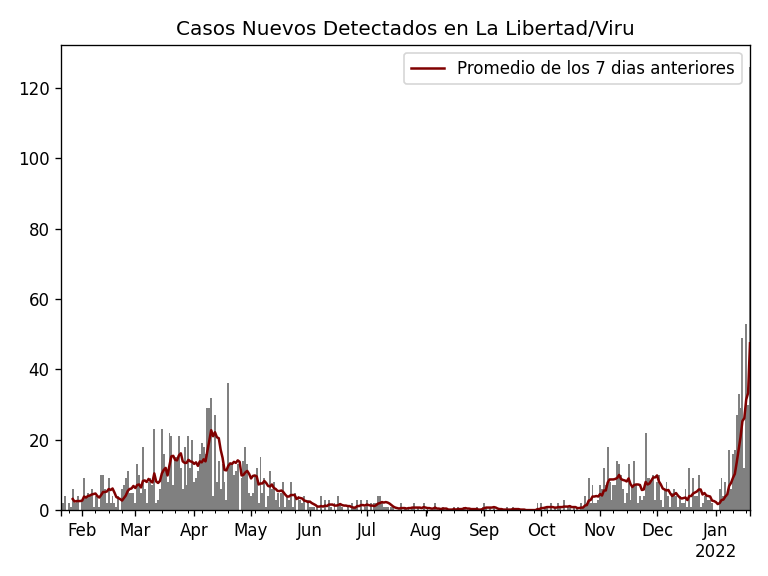 Casos Nuevos Detectados en La Libertad/Viru
Promedio de los 7 dias anteriores
120
100
80
60
40
20
0
Feb Mar Apr May Jun Jul Aug Sep Oct Nov Dec Jan
2022